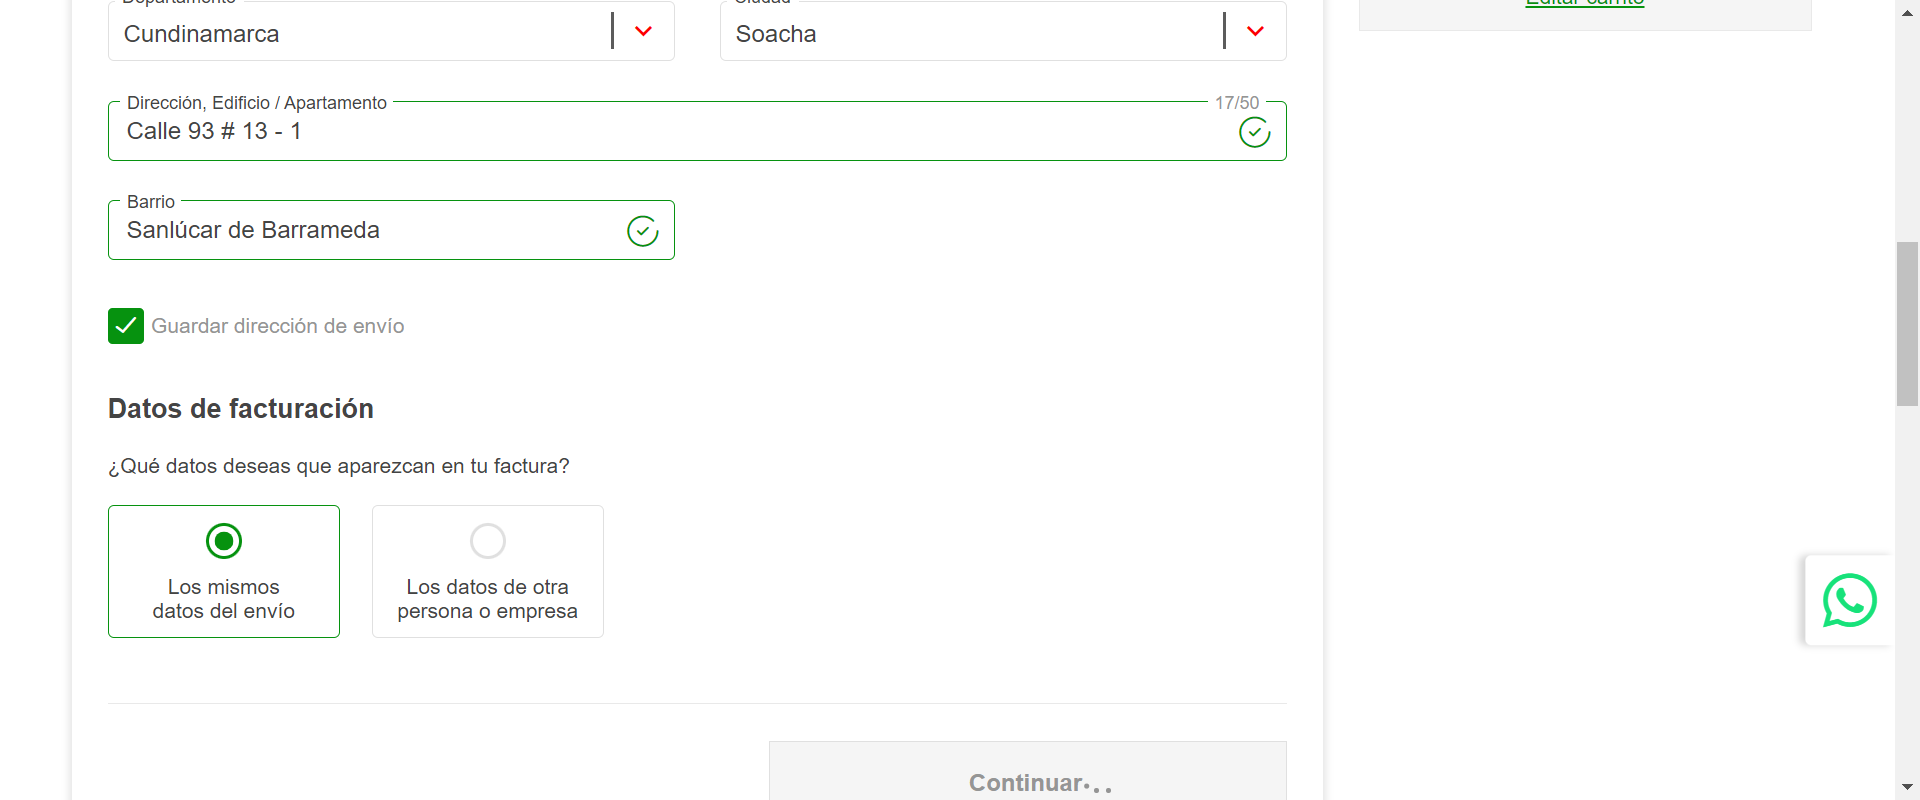 Departamento
Ciudad
Editar carrito
Cundinamarca
Soacha
Dirección, Edificio / Apartamento
17/50
Calle 93 # 13 - 1
Barrio
Sanlúcar de Barrameda
Guardar dirección de envío
Datos de facturación
¿Qué datos deseas que aparezcan en tu factura?
Los mismos
datos del envío
Los datos de otra
persona o empresa
Continuar...